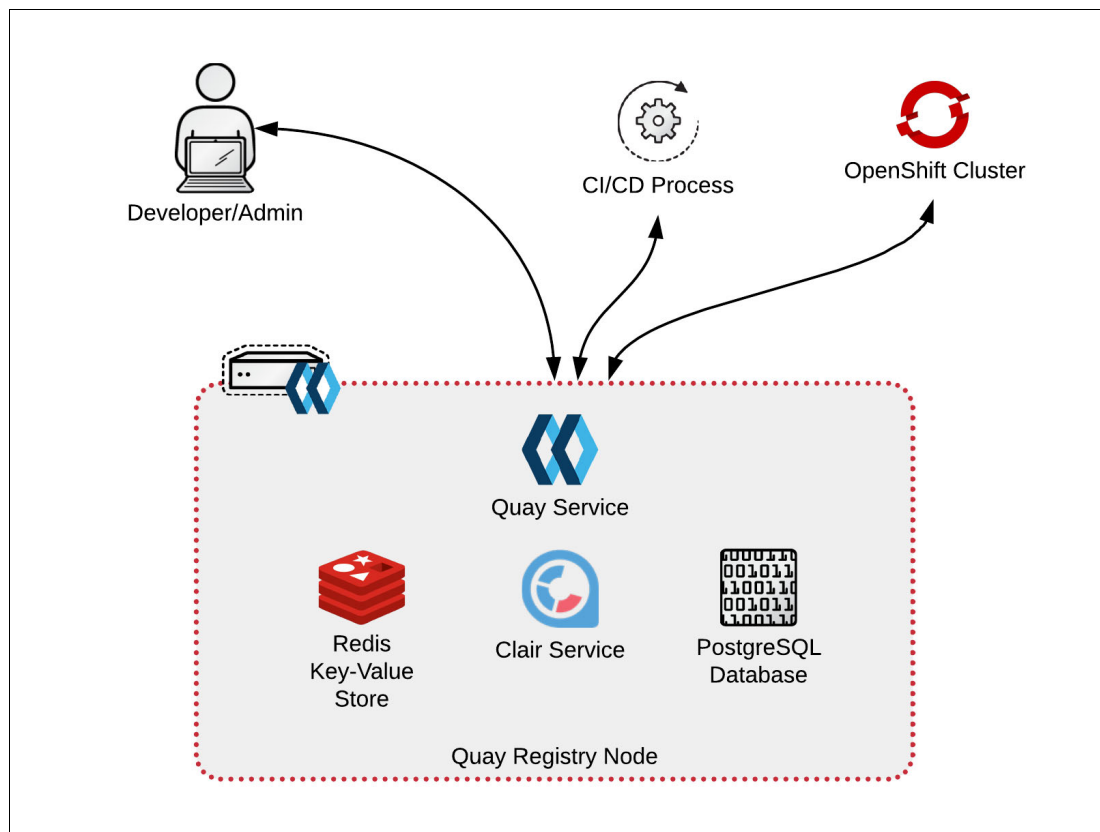 Developer/Admin
CI/CD Process
OpenShift Cluster
Quay Service
Redis
Key-Value
Store
Clair Service
PostgreSQL
Database
Quay Registry Node